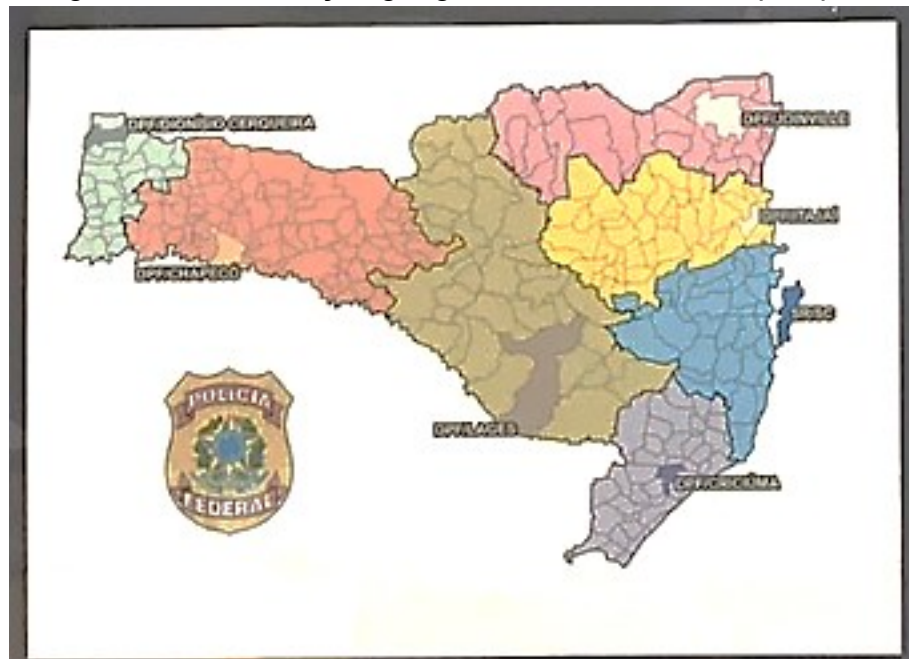 DPF/DIONÍSIO CERQUEIRA
DPF/JOINVILLE
DPF/ITAJAÍ
DPF/CHAPECÓ
SR/SC
POLÍCIA
DPF/LAGES
FEDERAL
DPF/CRICIÚMA